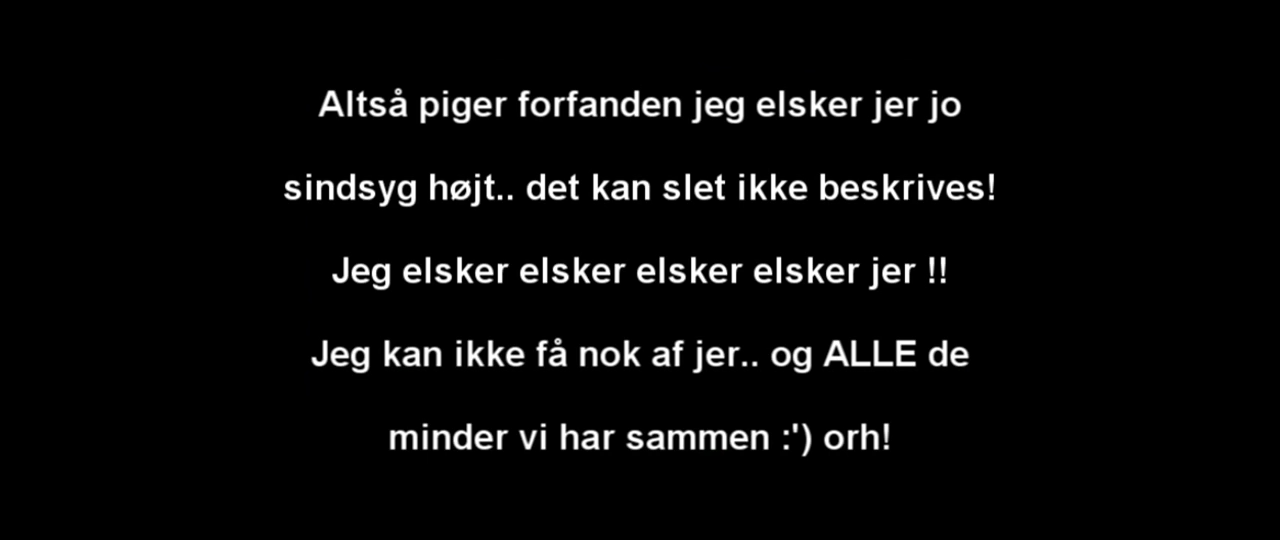 Altså piger forfanden jeg elsker jer jo
sindsyg højt.. det kan slet ikke beskrives!
Jeg elsker elsker elsker elsker jer !!
Jeg kan ikke få nok af jer.. og ALLE de
minder vi har sammen :') orh!